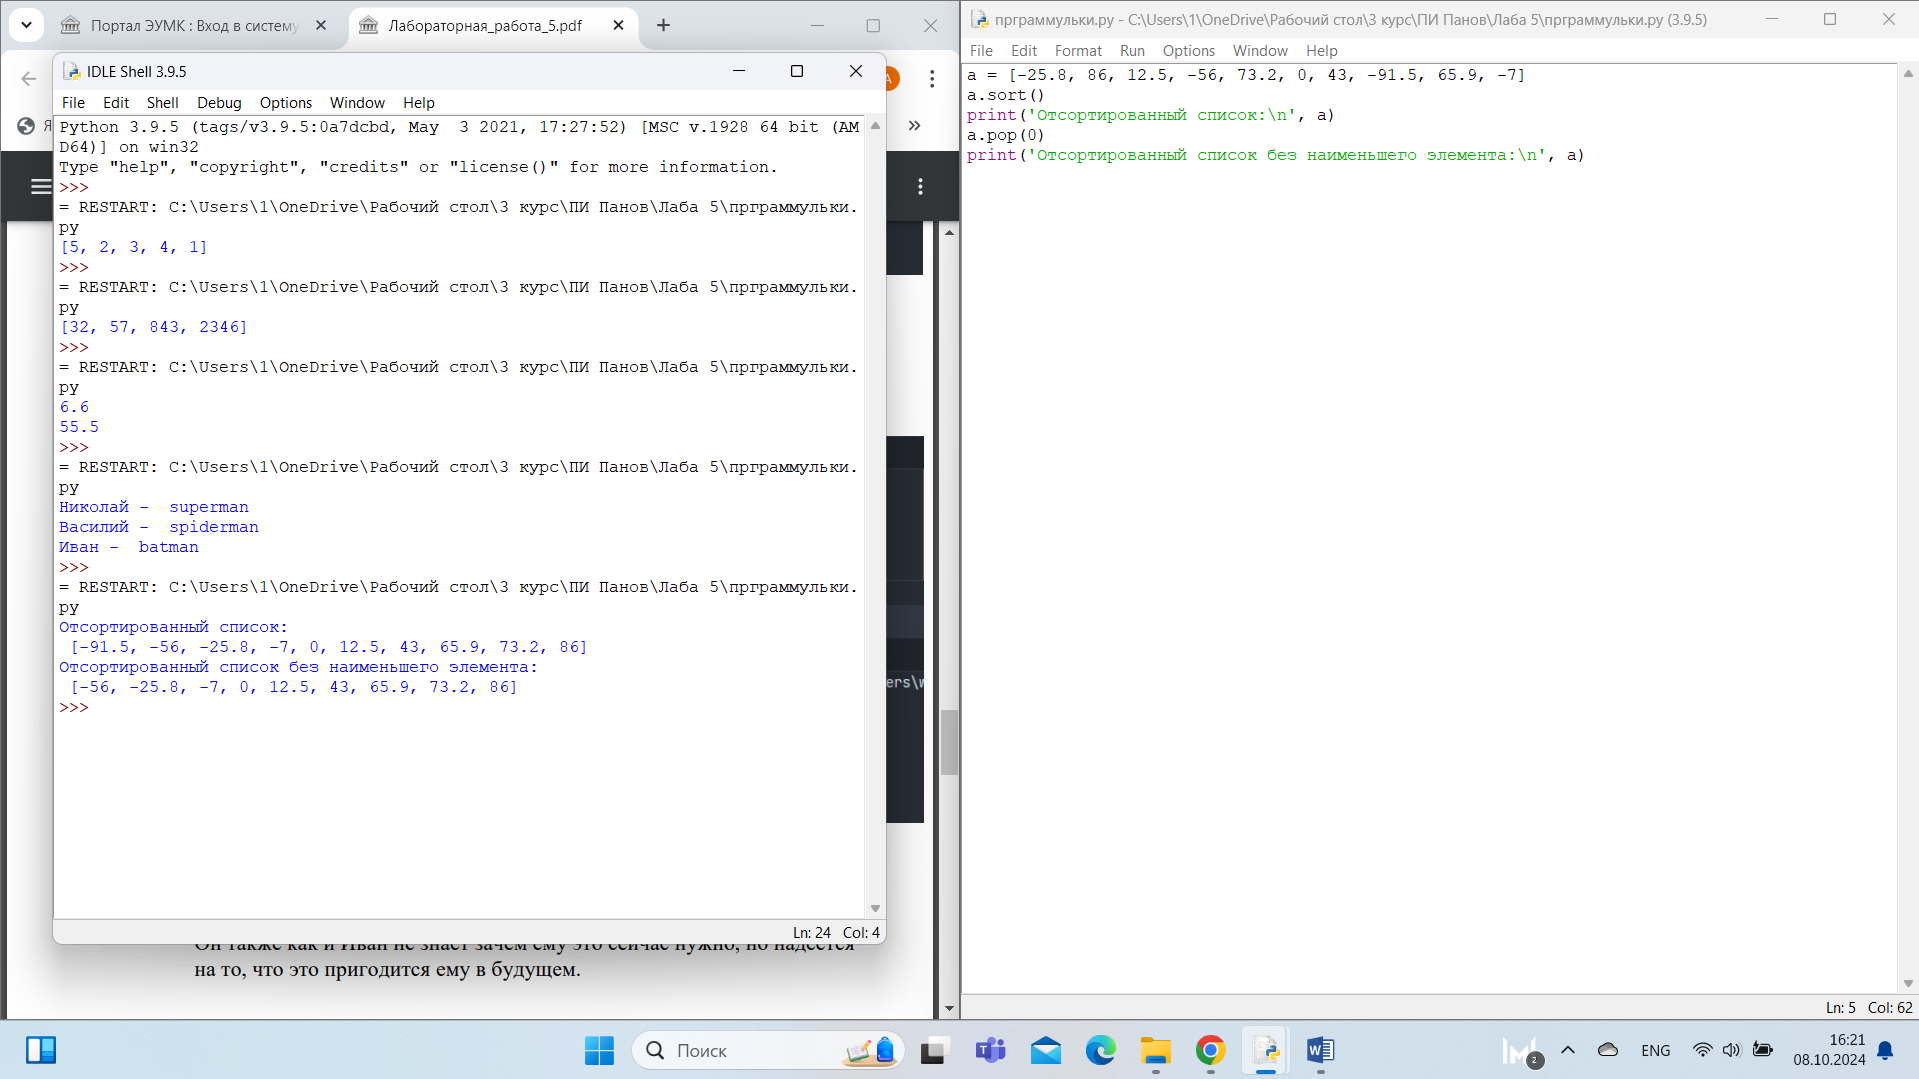 Портал ЭУМК : Вход в систему
Лабораторная_работа_5.pdf
IDLE Shell 3.9.5
File Edit Shell Debug Options Window Help
Python 3.9.5 (tags/v3.9.5:0a7dcbd, May  3 2021, 17:27:52) [MSC v.1928 64 bit (AM
D64)] on win32
Type "help", "copyright", "credits" or "license()" for more information.
>>>
= RESTART: C:\Users\1\OneDrive\Рабочий стол\3 курс\ПИ Панов\Лаба 5\прграммульки.
py
[5, 2, 3, 4, 1]
>>>
= RESTART: C:\Users\1\OneDrive\Рабочий стол\3 курс\ПИ Панов\Лаба 5\прграммульки.
py
[32, 57, 843, 2346]
>>>
= RESTART: C:\Users\1\OneDrive\Рабочий стол\3 курс\ПИ Панов\Лаба 5\прграммульки.
py
6.6
55.5
>>>
= RESTART: C:\Users\1\OneDrive\Рабочий стол\3 курс\ПИ Панов\Лаба 5\прграммульки.
py
Николай -  superman
Василий -  spiderman
Иван -  batman
>>>
= RESTART: C:\Users\1\OneDrive\Рабочий стол\3 курс\ПИ Панов\Лаба 5\прграммульки.
py
Отсортированный список:
 [-91.5, -56, -25.8, -7, 0, 12.5, 43, 65.9, 73.2, 86]
Отсортированный список без наименьшего элемента:
 [-56, -25.8, -7, 0, 12.5, 43, 65.9, 73.2, 86]
>>>
Ln: 24 Col: 4
ers\w
Он также как и Иван не знает зачем ему это сейчас нужно, но надеется
на то, что это пригодится ему в будущем.
прграммульки.py - C:\Users\1\OneDrive\Рабочий стол\3 курс\ПИ Панов\Лаба 5\прграммульки.py (3.9.5)
File Edit Format Run Options Window Help
a = [-25.8, 86, 12.5, -56, 73.2, 0, 43, -91.5, 65.9, -7]
a.sort()
print('Отсортированный список:\n', a)
a.pop(0)
print('Отсортированный список без наименьшего элемента:\n', a)
Ln: 5 Col: 62
Поиск
2
ENG
16:21
08.10.2024